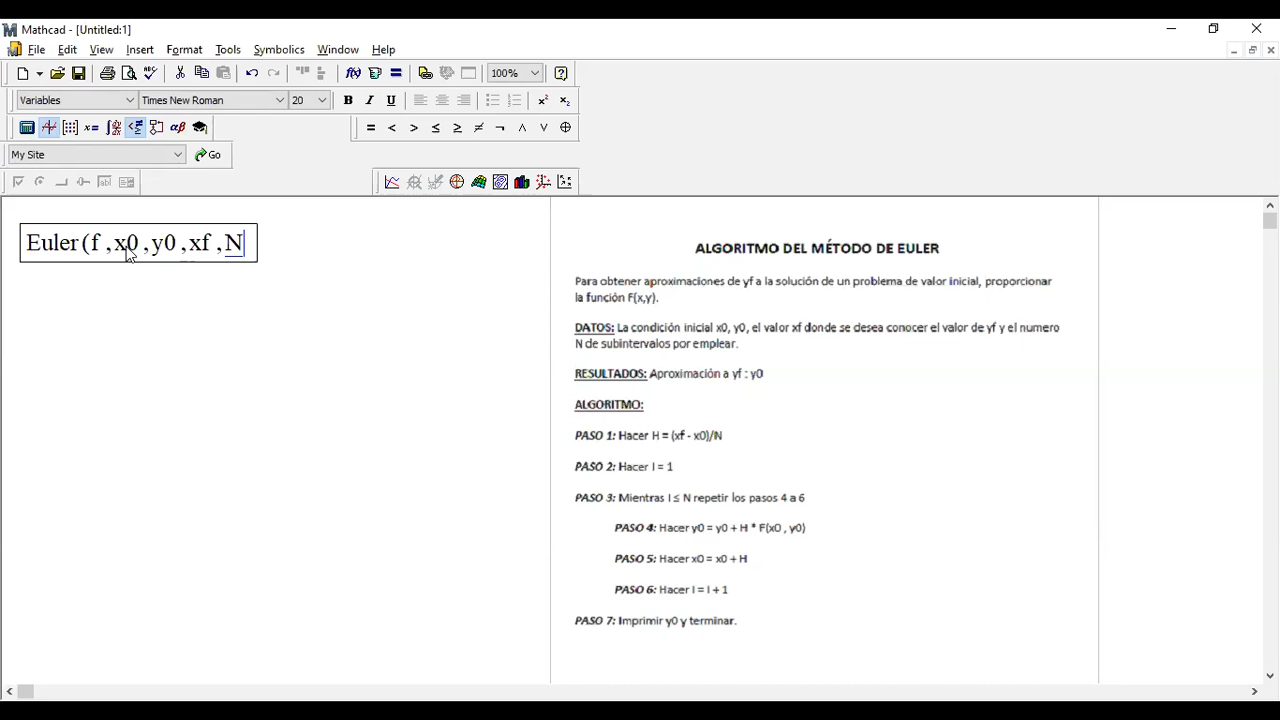 Mathcad - [Untitled:1]
File Edit View Insert Format Tools Symbolics Window Help
100%
Variables Times New Roman 20 B I U x² x₂
αβ = < > ≤ ≥ ≠ ¬ ∧ ∨ ⊕
My Site Go
Euler(f ,x0 ,y0 ,xf ,N
ALGORITMO DEL MÉTODO DE EULER
Para obtener aproximaciones de yf a la solución de un problema de valor inicial, proporcionar
la función F(x,y).
DATOS: La condición inicial x0, y0, el valor xf donde se desea conocer el valor de yf y el numero
N de subintervalos por emplear.
RESULTADOS: Aproximación a yf : y0
ALGORITMO:
PASO 1: Hacer H = (xf - x0)/N
PASO 2: Hacer I = 1
PASO 3: Mientras I ≤ N repetir los pasos 4 a 6
PASO 4: Hacer y0 = y0 + H * F(x0 , y0)
PASO 5: Hacer x0 = x0 + H
PASO 6: Hacer I = I + 1
PASO 7: Imprimir y0 y terminar.